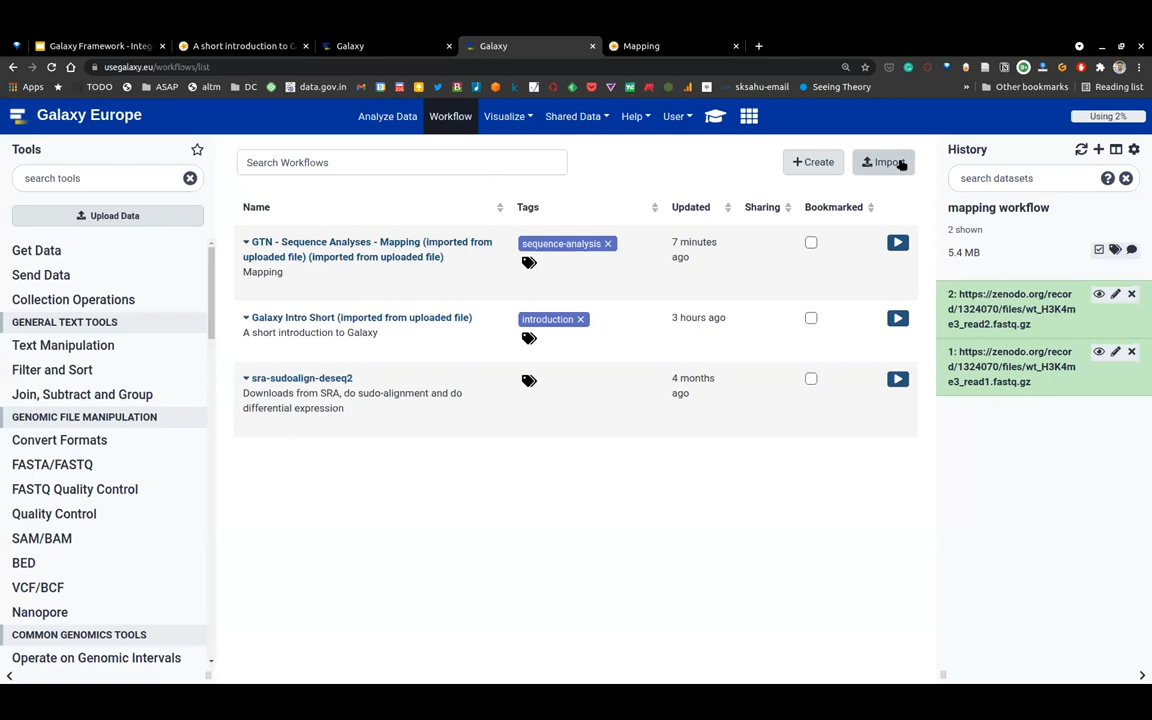 Galaxy Framework - Integ
A short introduction to G
Galaxy
Galaxy
Mapping
usegalaxy.eu/workflows/list
Apps
TODO
ASAP
altm
DC
data.gov.in
sksahu-email
Seeing Theory
»
Other bookmarks
Reading list
Galaxy Europe
Analyze Data
Workflow
Visualize
Shared Data
Help
User
Using 2%
Tools
search tools
Upload Data
Get Data
Send Data
Collection Operations
GENERAL TEXT TOOLS
Text Manipulation
Filter and Sort
Join, Subtract and Group
GENOMIC FILE MANIPULATION
Convert Formats
FASTA/FASTQ
FASTQ Quality Control
Quality Control
SAM/BAM
BED
VCF/BCF
Nanopore
COMMON GENOMICS TOOLS
Operate on Genomic Intervals
Search Workflows
+ Create
Import
Name
Tags
Updated
Sharing
Bookmarked
GTN - Sequence Analyses - Mapping (imported from
uploaded file) (imported from uploaded file)
Mapping
sequence-analysis ×
7 minutes
ago
Galaxy Intro Short (imported from uploaded file)
A short introduction to Galaxy
introduction ×
3 hours ago
sra-sudoalign-deseq2
Downloads from SRA, do sudo-alignment and do
differential expression
4 months
ago
History
search datasets
mapping workflow
2 shown
5.4 MB
2: https://zenodo.org/recor
d/1324070/files/wt_H3K4m
e3_read2.fastq.gz
1: https://zenodo.org/recor
d/1324070/files/wt_H3K4m
e3_read1.fastq.gz